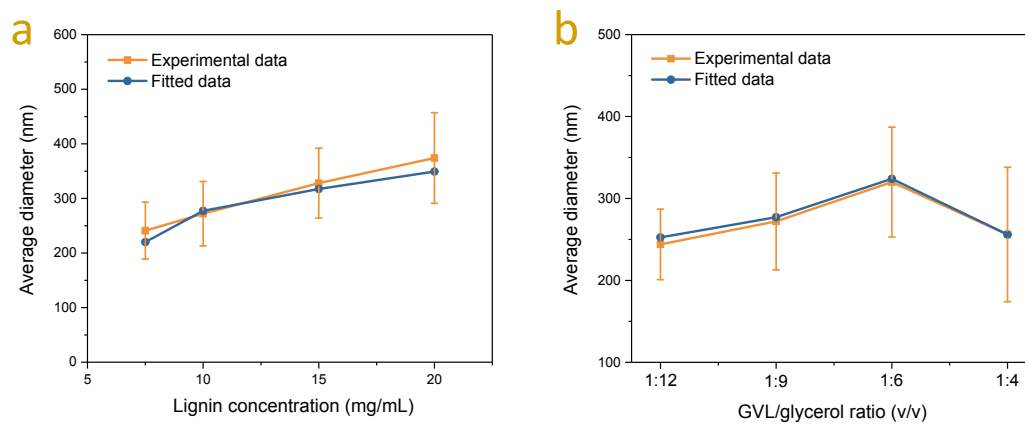 a
600
500
400
300
200
100
0
Average diameter (nm)
Experimental data
Fitted data
5
10
15
20
Lignin concentration (mg/mL)
b
500
400
300
200
100
Average diameter (nm)
Experimental data
Fitted data
1:12
1:9
1:6
1:4
GVL/glycerol ratio (v/v)